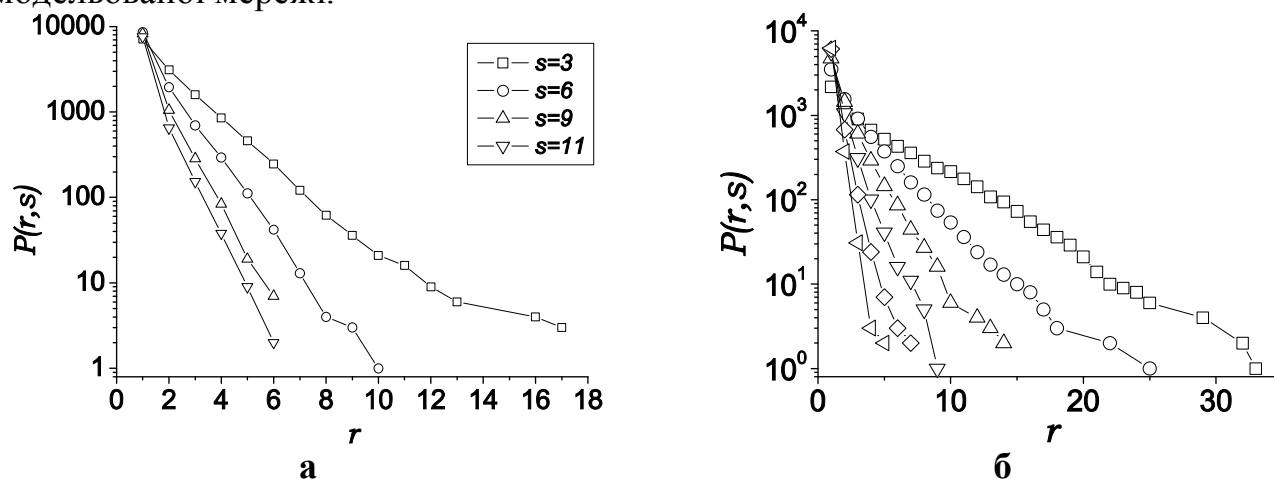 модельованої мережі.
10000
1000
100
10
1
P(r,s)
0 2 4 6 8 10 12 14 16 18
r
s=3
s=6
s=9
s=11
а
10⁴
10³
10²
10¹
10⁰
P(r,s)
0 10 20 30
r
б